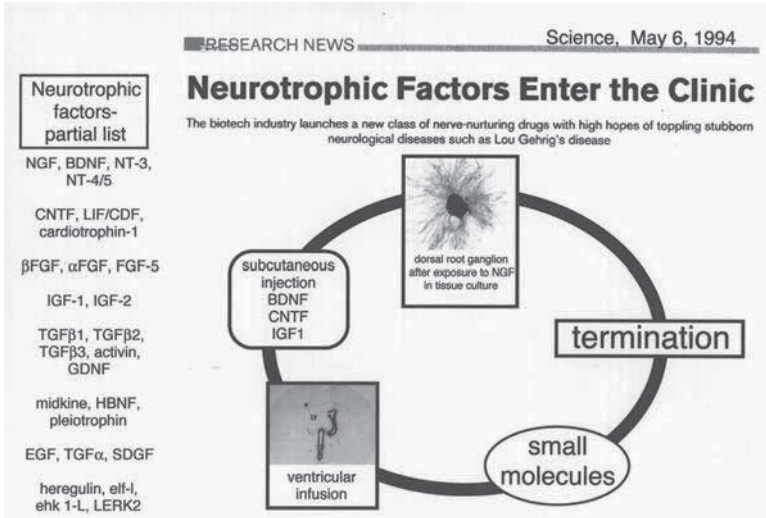 RESEARCH NEWS
Science, May 6, 1994
Neurotrophic Factors Enter the Clinic
The biotech industry launches a new class of nerve-nurturing drugs with high hopes of toppling stubborn
neurological diseases such as Lou Gehrig's disease
Neurotrophic
factors-
partial list
NGF, BDNF, NT-3,
NT-4/5
CNTF, LIF/CDF,
cardiotrophin-1
βFGF, αFGF, FGF-5
IGF-1, IGF-2
TGFβ1, TGFβ2,
TGFβ3, activin,
GDNF
midkine, HBNF,
pleiotrophin
EGF, TGFα, SDGF
heregulin, elf-I,
ehk 1-L, LERK2
dorsal root ganglion
after exposure to NGF
in tissue culture
subcutaneous
injection
BDNF
CNTF
IGF1
termination
LV
ventricular
infusion
small
molecules